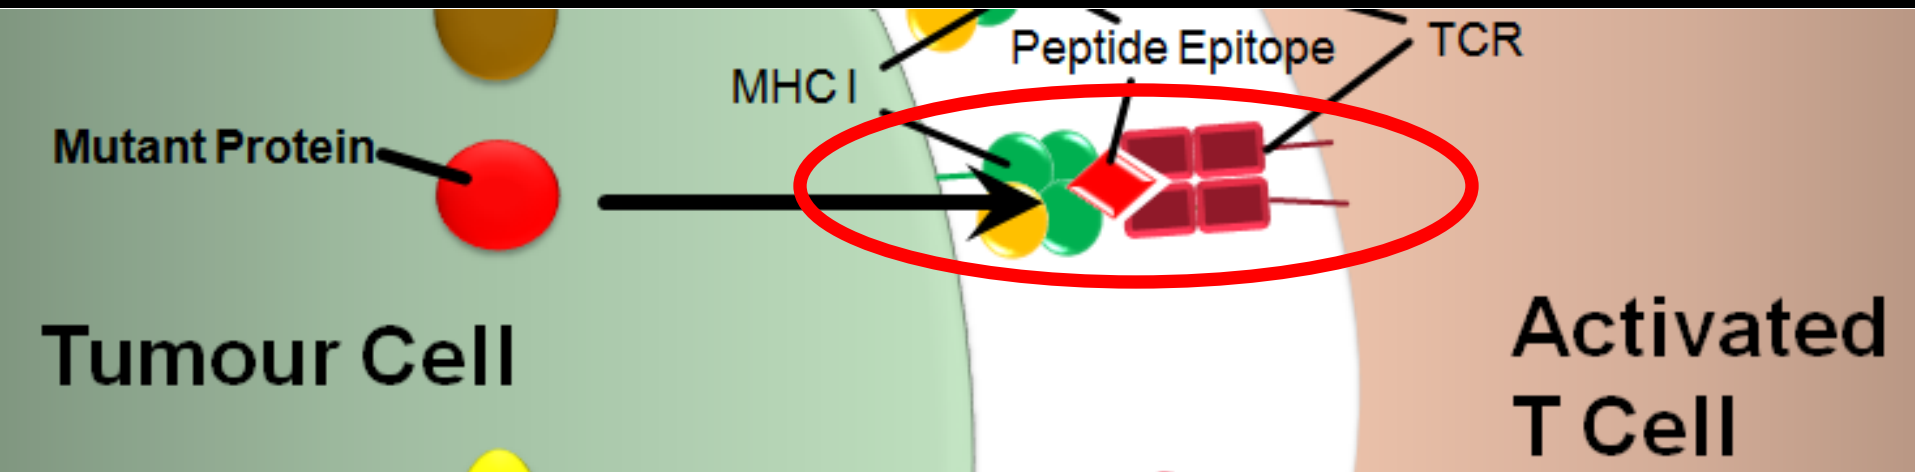 TCR
Peptide Epitope
MHC I
Mutant Protein
Tumour Cell
Activated
T Cell